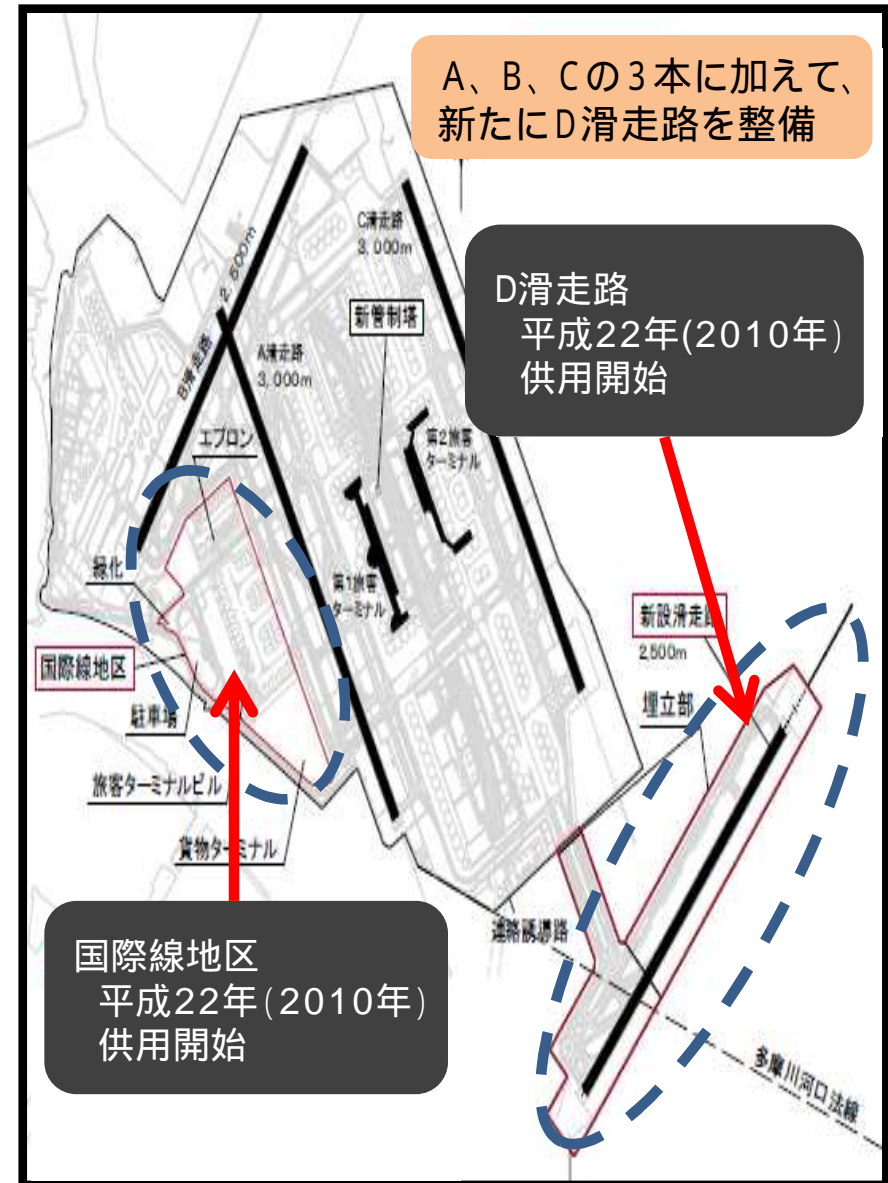 A、B、Cの3本に加えて、
新たにD滑走路を整備
C滑走路
3,000m
B滑走路 2,500m
D滑走路
平成22年(2010年)
供用開始
新管制塔
A滑走路
3,000m
エプロン
第2旅客
ターミナル
緑化
第1旅客
ターミナル
新設滑走路
2,500m
国際線地区
埋立部
駐車場
旅客ターミナルビル
貨物ターミナル
連絡誘導路
国際線地区
平成22年(2010年)
供用開始
多摩川河口法線